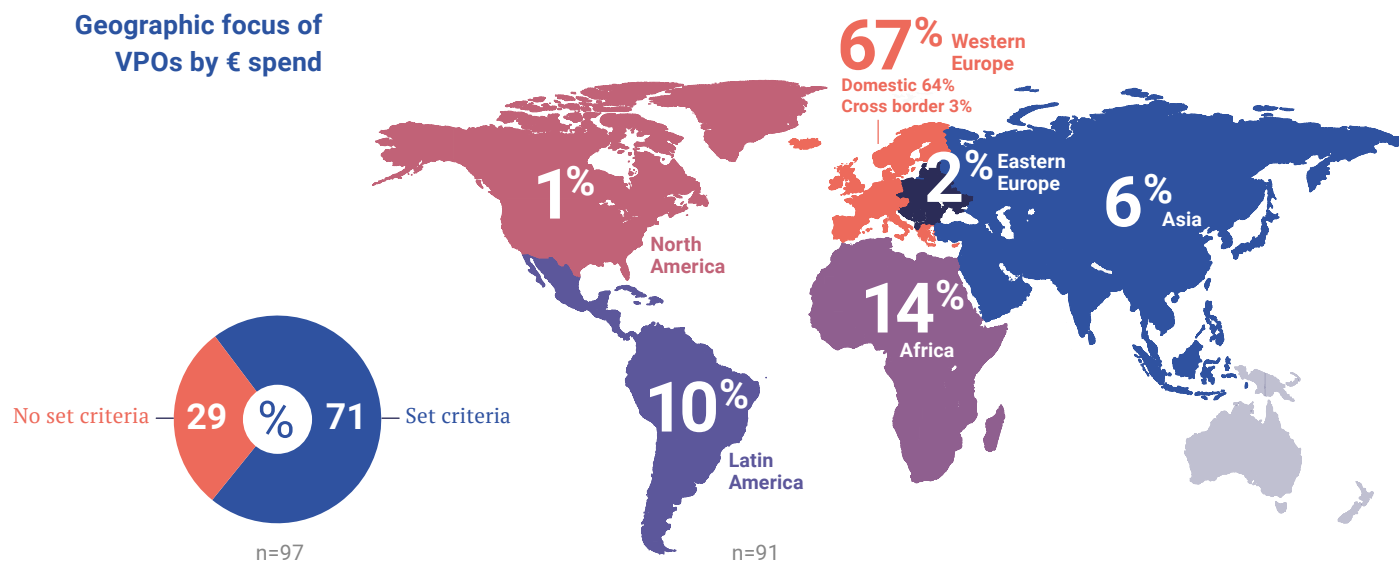 Geographic focus of
VPOs by € spend
67% Western
Europe
Domestic 64%
Cross border 3%
2% Eastern
Europe
6%
Asia
1%
North
America
14%
Africa
10%
Latin
America
No set criteria 29 % 71 Set criteria
n=97
n=91